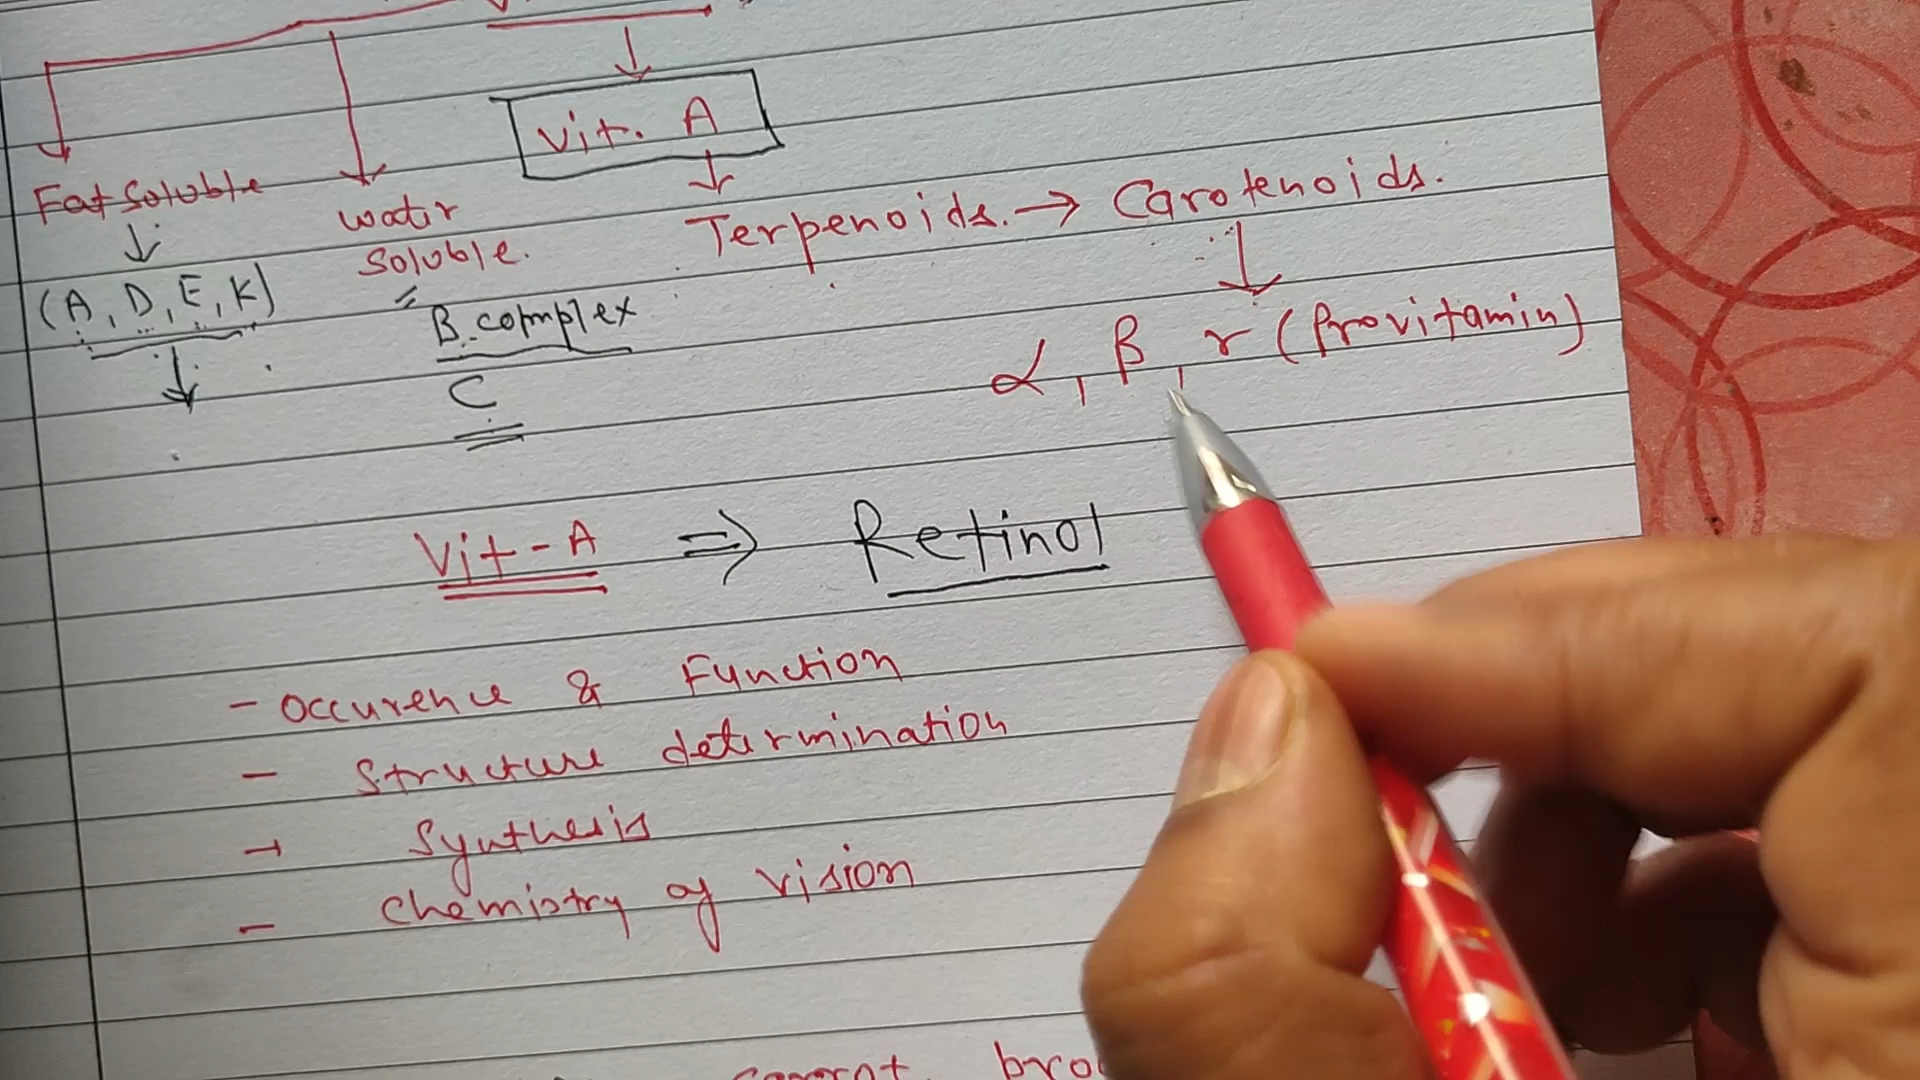 Vit. A
Fat Soluble
water
Soluble.
Terpenoids. → Carotenoids.
(A, D, E, K)
B complex
C
α, β, r (Provitamin)
Vit - A ⇒ Retinol
- Occurence & Function
- Structure determination
- Synthesis
- Chemistry of vision
carrot,